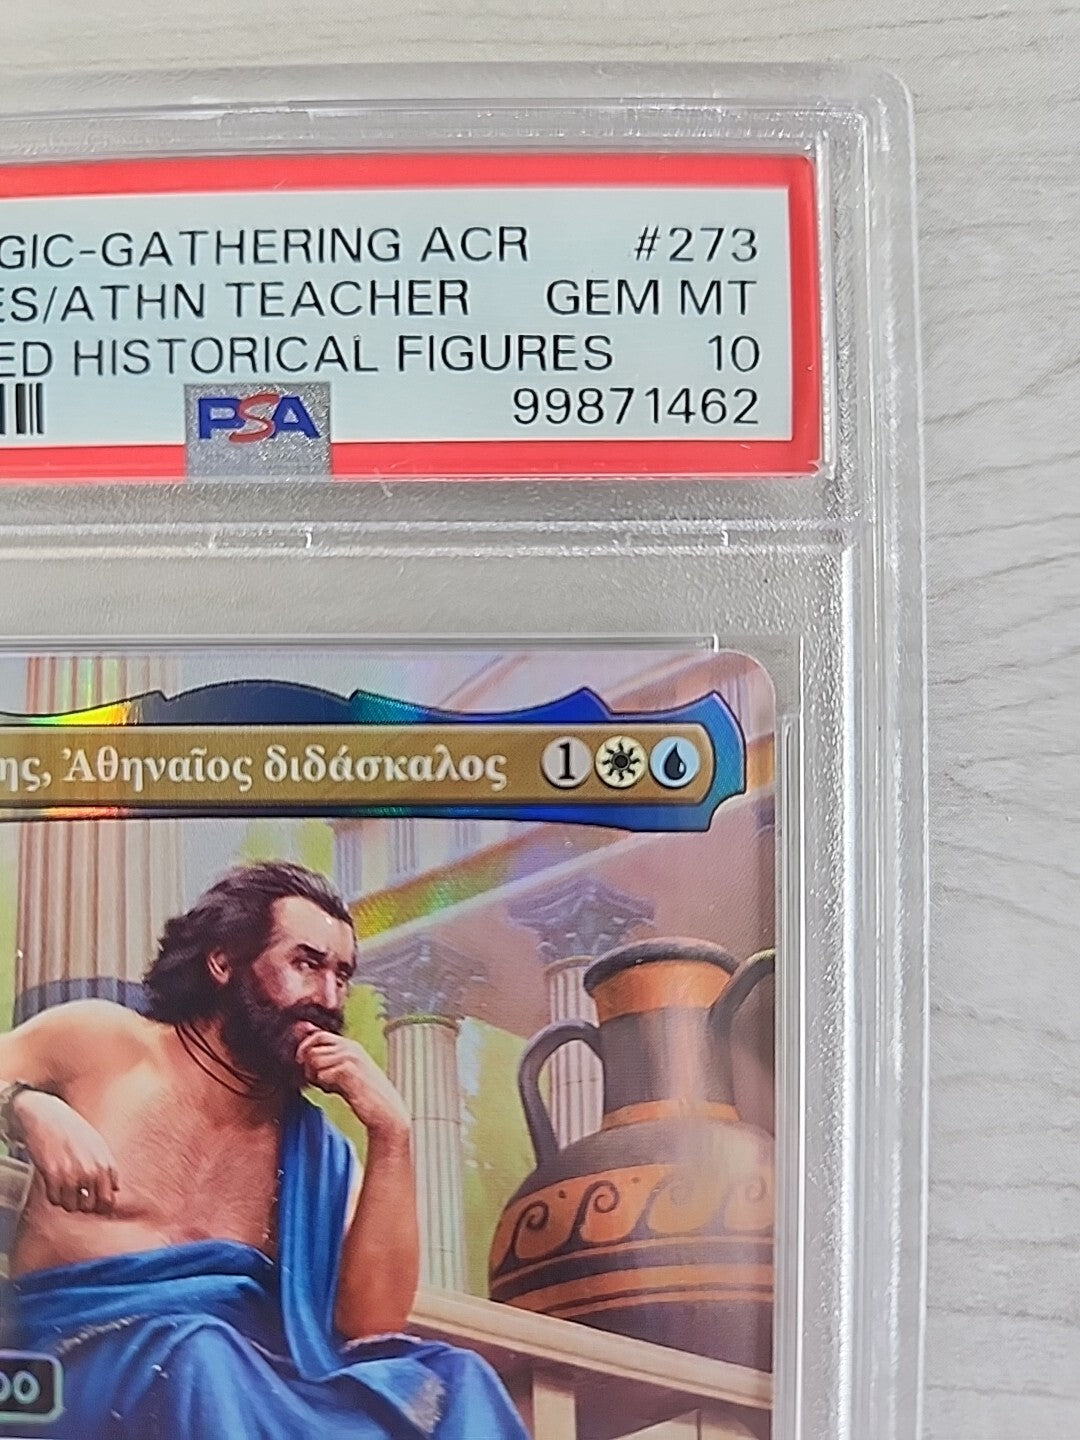 GIC-GATHERING ACR #273
ES/ATHN TEACHER GEM MT
ED HISTORICAL FIGURES 10
PSA 99871462
ης, Ἀθηναῖος διδάσκαλος 1